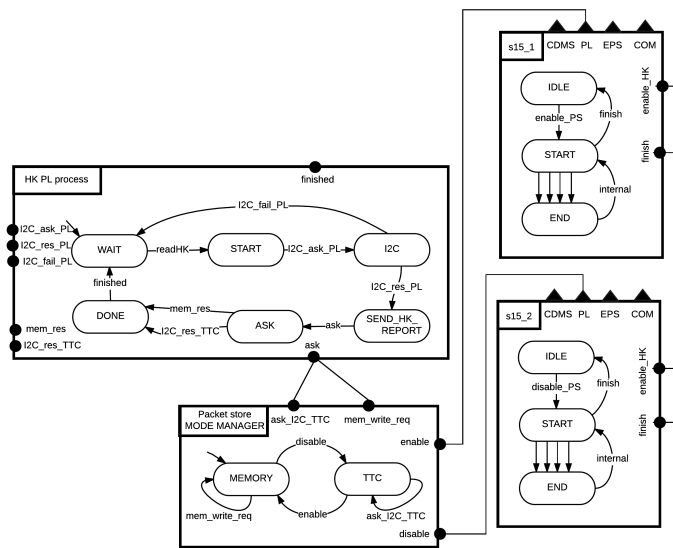 s15_1
CDMS PL EPS COM
IDLE
enable_PS
finish
START
internal
END
enable_HK
finish
HK PL process
finished
I2C_ask_PL
I2C_res_PL
I2C_fail_PL
I2C_fail_PL
WAIT
readHK
START
I2C_ask_PL
I2C
finished
I2C_res_PL
DONE
mem_res
I2C_res_TTC
ASK
ask
SEND_HK_
REPORT
mem_res
I2C_res_TTC
ask
s15_2
CDMS PL EPS COM
IDLE
disable_PS
finish
START
internal
END
enable_HK
finish
Packet store
MODE MANAGER
ask_I2C_TTC
mem_write_req
enable
disable
MEMORY
TTC
mem_write_req
enable
ask_I2C_TTC
disable